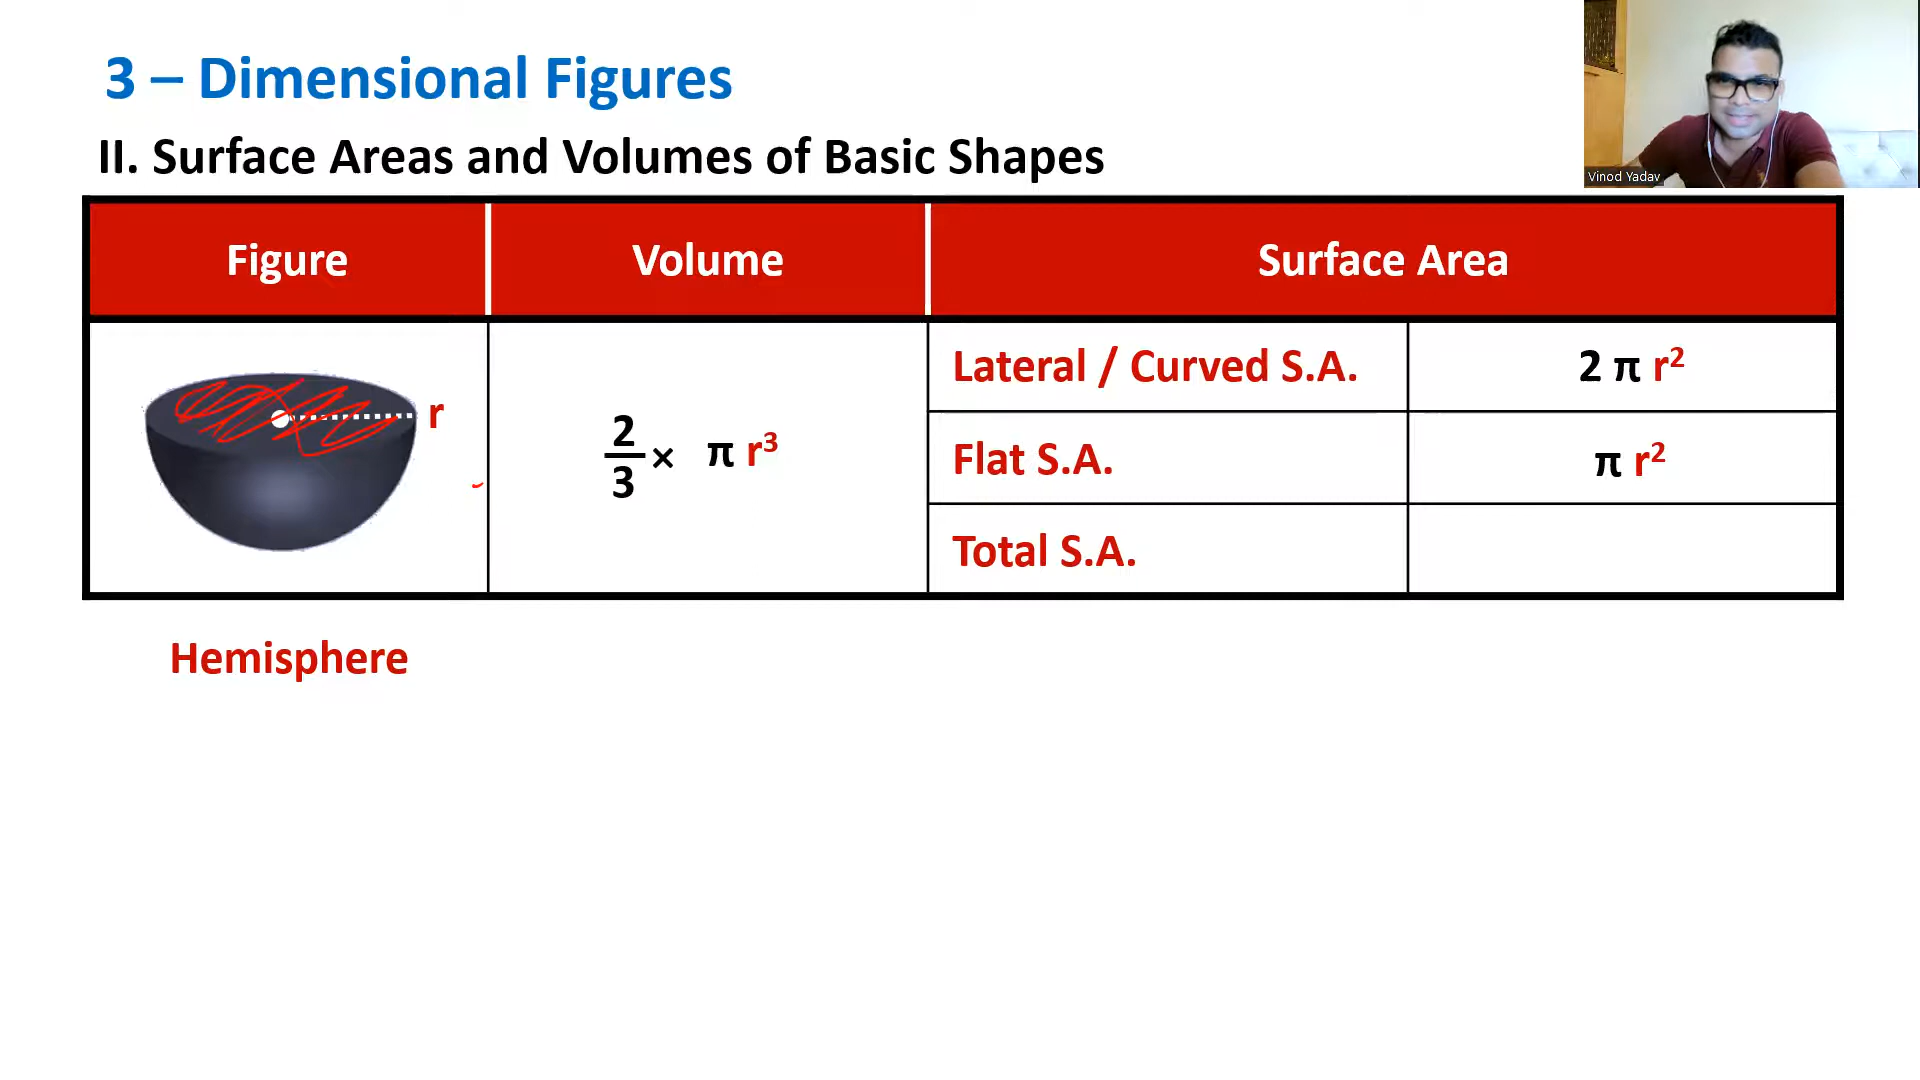 3 – Dimensional Figures
II. Surface Areas and Volumes of Basic Shapes
Vinod Yadav
Figure
Volume
Surface Area
r
2/3 × π r³
Lateral / Curved S.A.
2 π r²
Flat S.A.
π r²
Total S.A.
Hemisphere